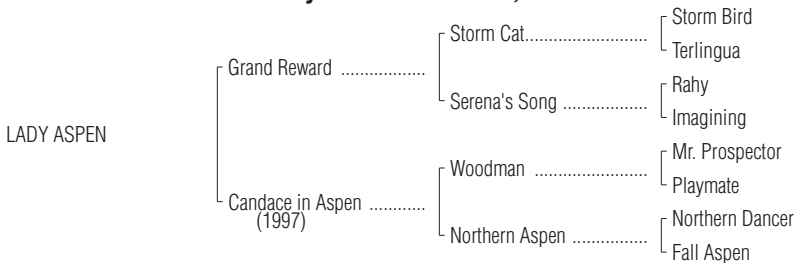 Storm Bird
Storm Cat..............................
Terlingua
Grand Reward ..................
Rahy
Serena's Song .....................
Imagining
LADY ASPEN
Mr. Prospector
Woodman ............................
Playmate
Candace in Aspen ............
(1997)
Northern Dancer
Northern Aspen ..................
Fall Aspen